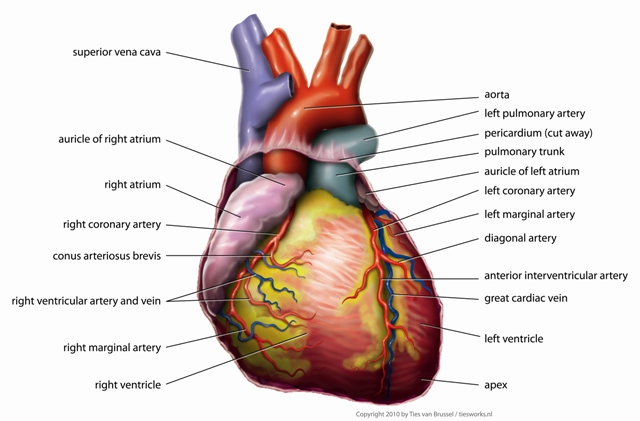 superior vena cava
auricle of right atrium
right atrium
right coronary artery
conus arteriosus brevis
right ventricular artery and vein
right marginal artery
right ventricle
aorta
left pulmonary artery
pericardium (cut away)
pulmonary trunk
auricle of left atrium
left coronary artery
left marginal artery
diagonal artery
anterior interventricular artery
great cardiac vein
left ventricle
apex
Copyright 2010 by Ties van Brussel / tiesworks.nl